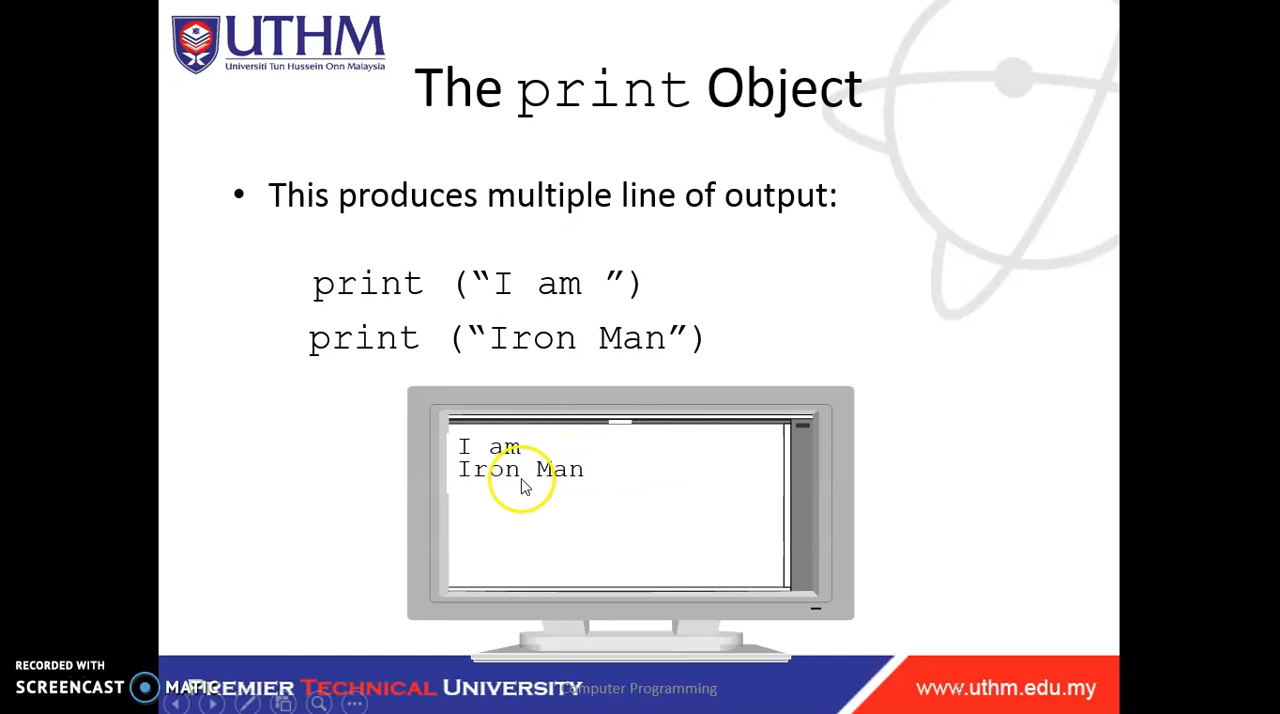 UTHM
Universiti Tun Hussein Onn Malaysia
The print Object
• This produces multiple line of output:
print (“I am ”)
print (“Iron Man”)
I am
Iron Man
RECORDED WITH
SCREENCAST MATIC
PREMIER TECHNICAL UNIVERSITY
Computer Programming
www.uthm.edu.my